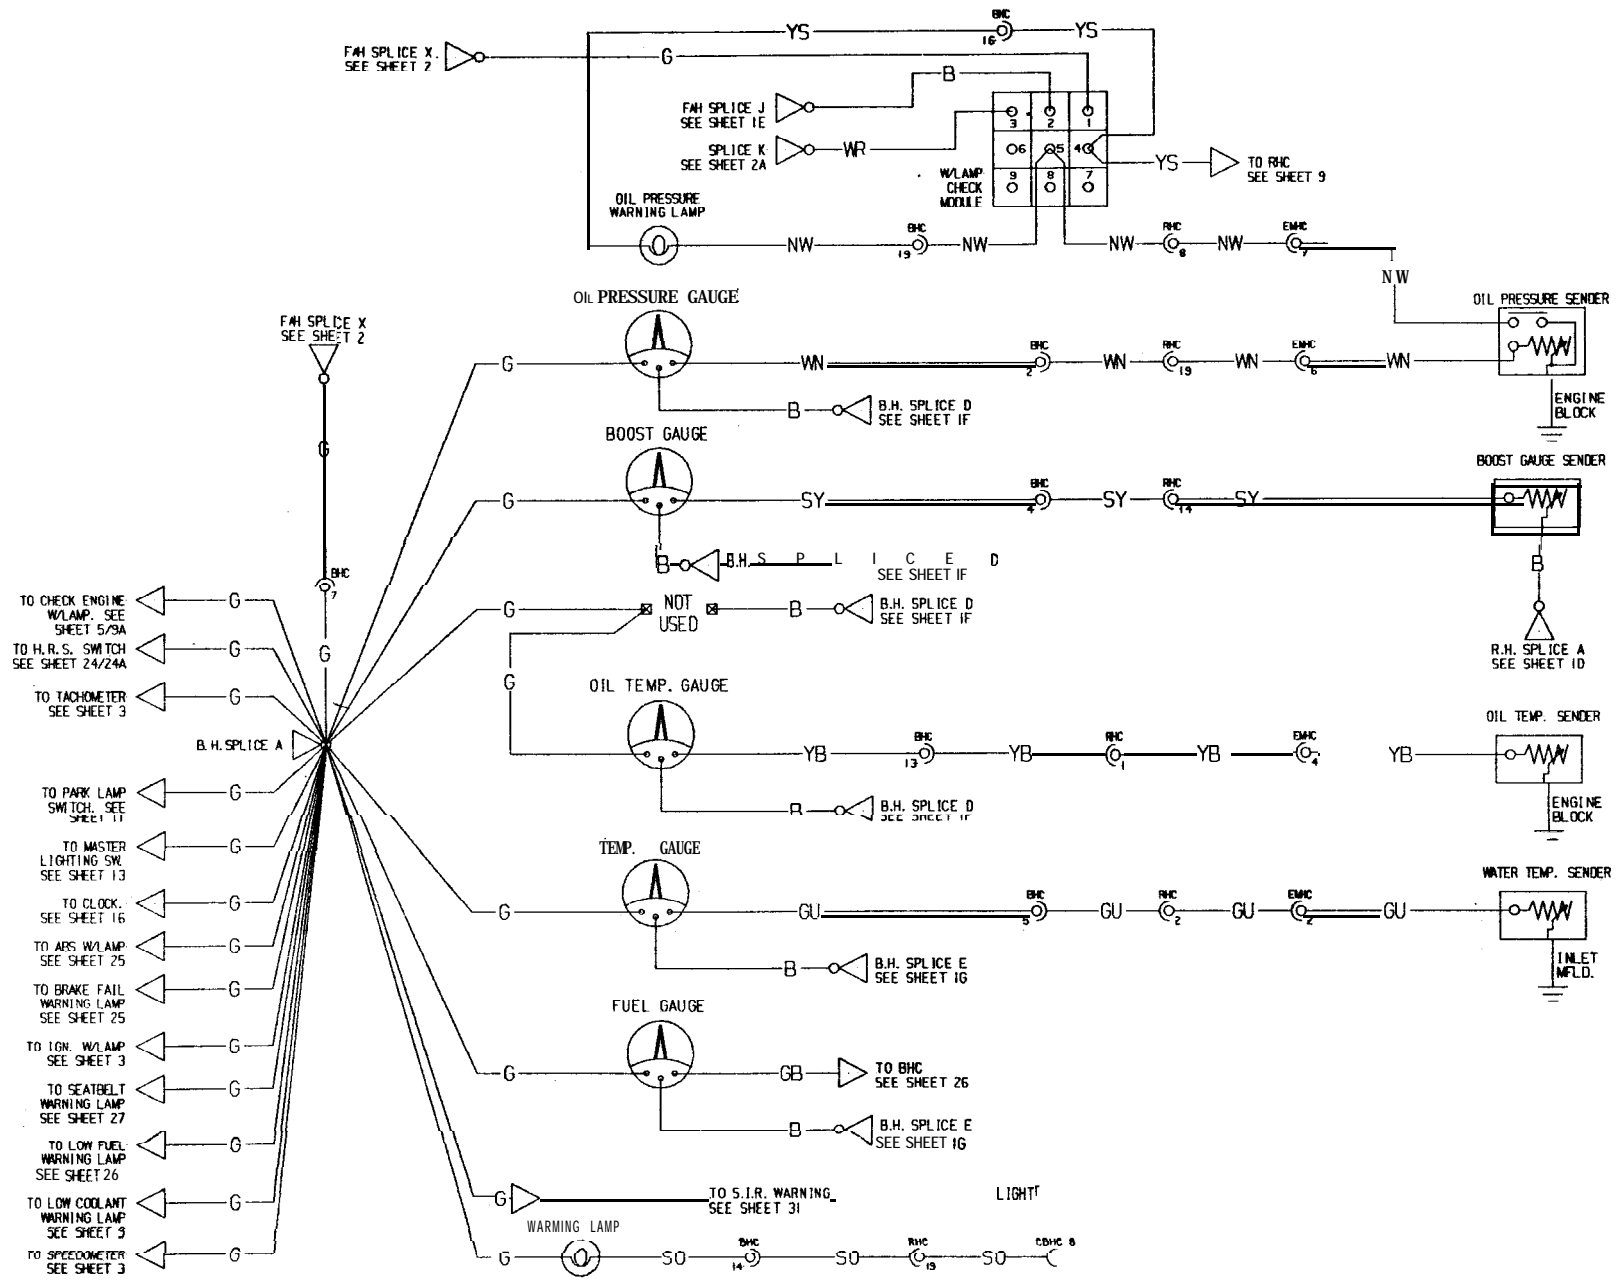 BHC
YS
YS
16
F/H SPLICE X.
SEE SHEET 2
G
B
F/H SPLICE J
SEE SHEET 1E
3 2 1
SPLICE K
SEE SHEET 2A
WR
6 5 4
YS
TO RHC
SEE SHEET 9
W/LAMP
CHECK
MODULE
9 8 7
OIL PRESSURE
WARNING LAMP
NW
BHC
19
NW
NW
RHC
8
NW
EMHC
7
NW
OIL PRESSURE GAUGE
OIL PRESSURE SENDER
F/H SPLICE X
SEE SHEET 2
G
WN
BHC
2
WN
RHC
19
WN
EMHC
6
WN
B
B.H. SPLICE D
SEE SHEET 1F
ENGINE
BLOCK
G
BOOST GAUGE
BOOST GAUGE SENDER
G
SY
BHC
4
SY
RHC
14
SY
B
B.H. SPLICE D
SEE SHEET 1F
B
BHC
7
TO CHECK ENGINE
W/LAMP. SEE
SHEET 5/9A
G
G
NOT
USED
B
B.H. SPLICE D
SEE SHEET 1F
TO H.R.S. SWITCH
SEE SHEET 24/24A
G
G
R.H. SPLICE A
SEE SHEET 1D
TO TACHOMETER
SEE SHEET 3
G
G
OIL TEMP. GAUGE
OIL TEMP. SENDER
B.H. SPLICE A
YB
BHC
13
YB
RHC
1
YB
EMHC
4
YB
TO PARK LAMP
SWITCH. SEE
SHEET 11
G
B
B.H. SPLICE D
SEE SHEET 1F
ENGINE
BLOCK
TO MASTER
LIGHTING SW.
SEE SHEET 13
G
TEMP. GAUGE
WATER TEMP. SENDER
TO CLOCK.
SEE SHEET 16
G
G
GU
BHC
5
GU
RHC
2
GU
EMHC
2
GU
TO ABS W/LAMP
SEE SHEET 25
G
B
B.H. SPLICE E
SEE SHEET 1G
INLET
MFLD.
TO BRAKE FAIL
WARNING LAMP
SEE SHEET 25
G
FUEL GAUGE
TO IGN. W/LAMP
SEE SHEET 3
G
G
GB
TO BHC
SEE SHEET 26
TO SEATBELT
WARNING LAMP
SEE SHEET 27
G
B
B.H. SPLICE E
SEE SHEET 1G
TO LOW FUEL
WARNING LAMP
SEE SHEET 26
G
TO LOW COOLANT
WARNING LAMP
SEE SHEET 9
G
G
TO S.I.R. WARNING
SEE SHEET 31
LIGHT
TO SPEEDOMETER
SEE SHEET 3
G
G
WARMING LAMP
SO
BHC
14
SO
RHC
19
SO
CBHC 8